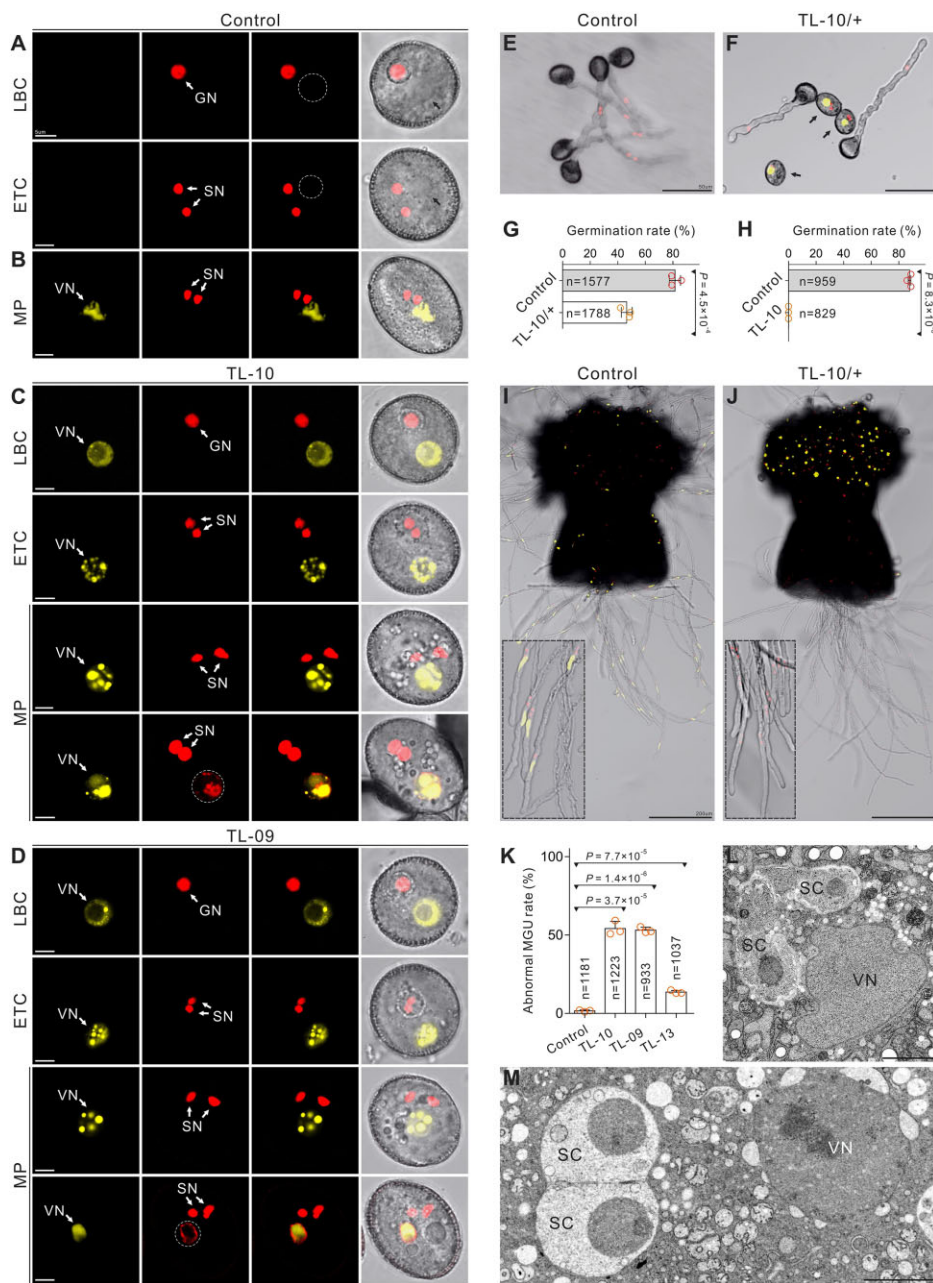 Control
A
LBC
GN
5um
ETC
SN
B
MP
VN
SN
TL-10
C
LBC
VN
GN
ETC
VN
SN
MP
VN
SN
VN
SN
TL-09
D
LBC
VN
GN
ETC
VN
SN
MP
VN
SN
VN
SN
Control
TL-10/+
E
F
50um
G
Germination rate (%)
0 20 40 60 80
Control
n=1577
TL-10/+
n=1788
P = 4.5×10⁻⁴
H
Germination rate (%)
0 20 40 60 80
Control
n=959
TL-10
n=829
P = 8.3×10⁻⁶
Control
TL-10/+
I
J
200um
K
Abnormal MGU rate (%)
100
50
0
P = 7.7×10⁻⁵
P = 1.4×10⁻⁶
P = 3.7×10⁻⁵
n=1181
n=1223
n=933
n=1037
Control
TL-10
TL-09
TL-13
L
SC
SC
VN
M
SC
SC
VN